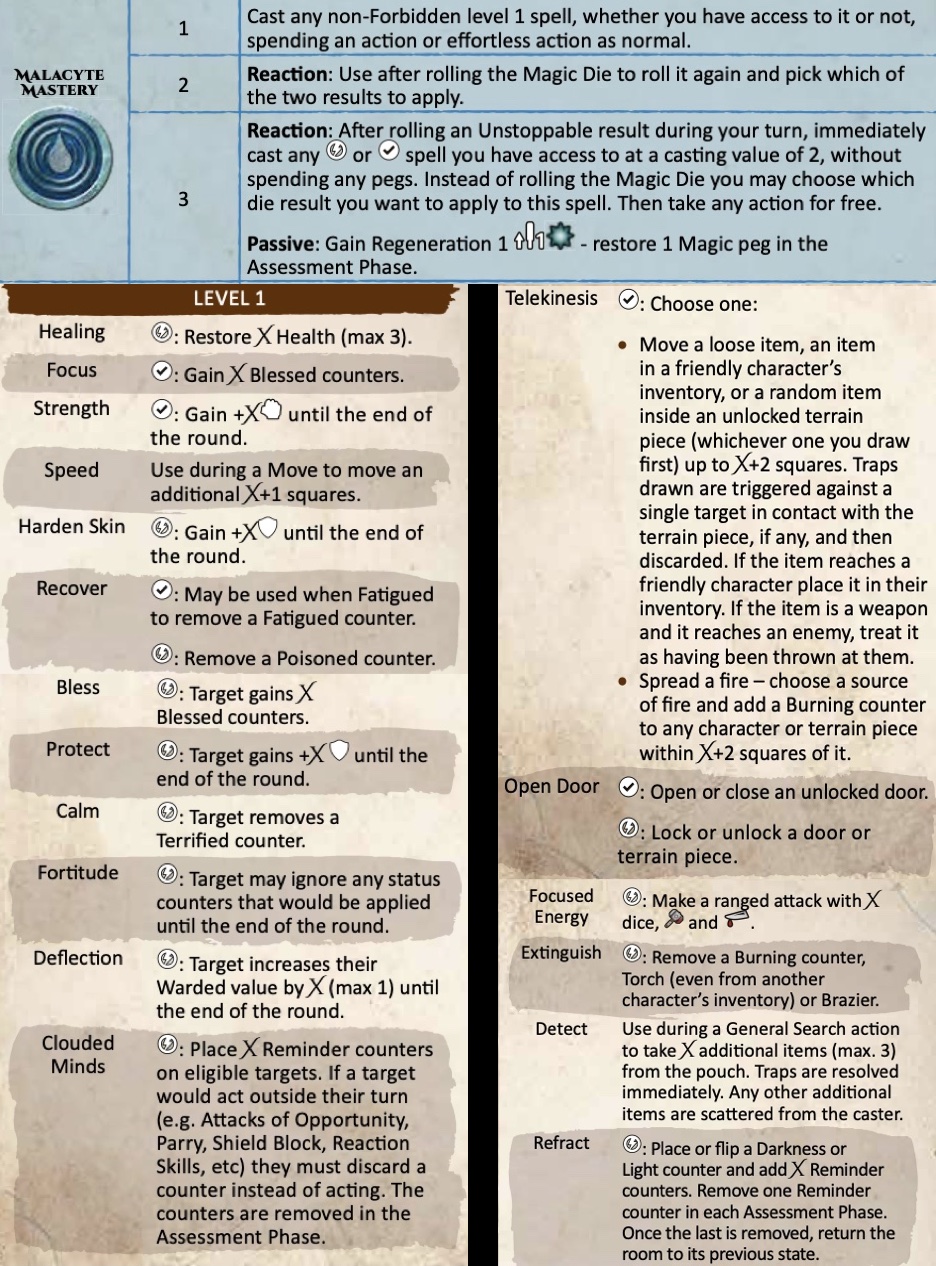 MALACYTE
MASTERY
1
Cast any non-Forbidden level 1 spell, whether you have access to it or not,
spending an action or effortless action as normal.
2
Reaction: Use after rolling the Magic Die to roll it again and pick which of
the two results to apply.
3
Reaction: After rolling an Unstoppable result during your turn, immediately
cast any or spell you have access to at a casting value of 2, without
spending any pegs. Instead of rolling the Magic Die you may choose which
die result you want to apply to this spell. Then take any action for free.
Passive: Gain Regeneration 1 1 - restore 1 Magic peg in the
Assessment Phase.
LEVEL 1
Healing
: Restore X Health (max 3).
Focus
: Gain X Blessed counters.
Strength
: Gain +X until the end of
the round.
Speed
Use during a Move to move an
additional X+1 squares.
Harden Skin
: Gain +X until the end of
the round.
Recover
: May be used when Fatigued
to remove a Fatigued counter.
: Remove a Poisoned counter.
Bless
: Target gains X
Blessed counters.
Protect
: Target gains +X until the
end of the round.
Calm
: Target removes a
Terrified counter.
Fortitude
: Target may ignore any status
counters that would be applied
until the end of the round.
Deflection
: Target increases their
Warded value by X (max 1) until
the end of the round.
Clouded
Minds
: Place X Reminder counters
on eligible targets. If a target
would act outside their turn
(e.g. Attacks of Opportunity,
Parry, Shield Block, Reaction
Skills, etc) they must discard a
counter instead of acting. The
counters are removed in the
Assessment Phase.
Telekinesis
: Choose one:
• Move a loose item, an item
in a friendly character's
inventory, or a random item
inside an unlocked terrain
piece (whichever one you draw
first) up to X+2 squares. Traps
drawn are triggered against a
single target in contact with the
terrain piece, if any, and then
discarded. If the item reaches a
friendly character place it in their
inventory. If the item is a weapon
and it reaches an enemy, treat it
as having been thrown at them.
• Spread a fire – choose a source
of fire and add a Burning counter
to any character or terrain piece
within X+2 squares of it.
Open Door
: Open or close an unlocked door.
: Lock or unlock a door or
terrain piece.
Focused
Energy
: Make a ranged attack with X
dice, and .
Extinguish
: Remove a Burning counter,
Torch (even from another
character's inventory) or Brazier.
Detect
Use during a General Search action
to take X additional items (max. 3)
from the pouch. Traps are resolved
immediately. Any other additional
items are scattered from the caster.
Refract
: Place or flip a Darkness or
Light counter and add X Reminder
counters. Remove one Reminder
counter in each Assessment Phase.
Once the last is removed, return the
room to its previous state.